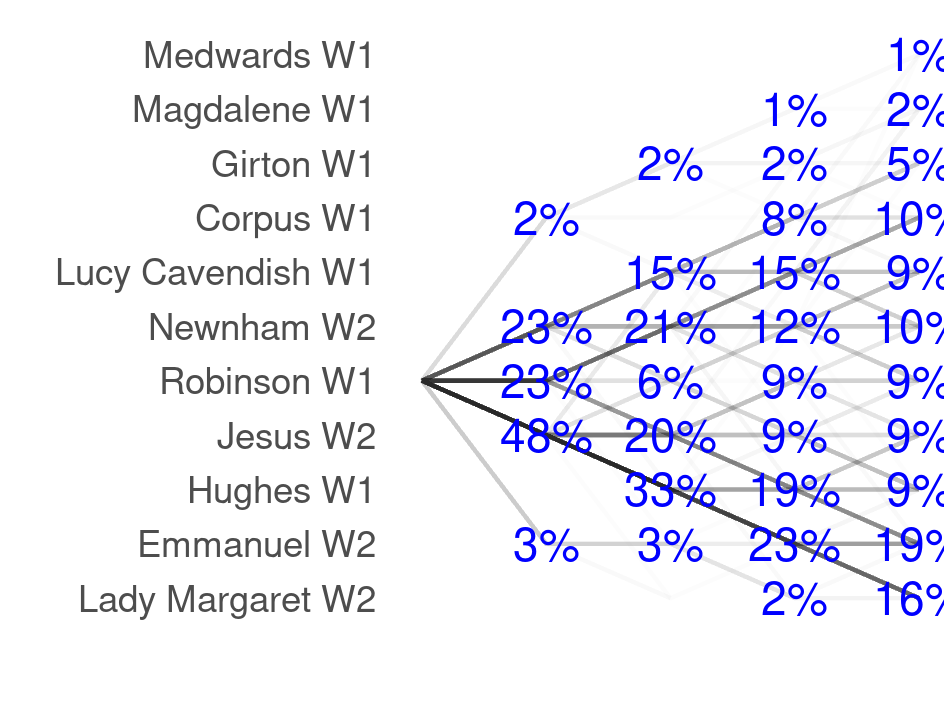 Medwards W1 1%
Magdalene W1 1% 2%
Girton W1 2% 2% 5%
Corpus W1 2% 8% 10%
Lucy Cavendish W1 15% 15% 9%
Newnham W2 23% 21% 12% 10%
Robinson W1 23% 6% 9% 9%
Jesus W2 48% 20% 9% 9%
Hughes W1 33% 19% 9%
Emmanuel W2 3% 3% 23% 19%
Lady Margaret W2 2% 16%